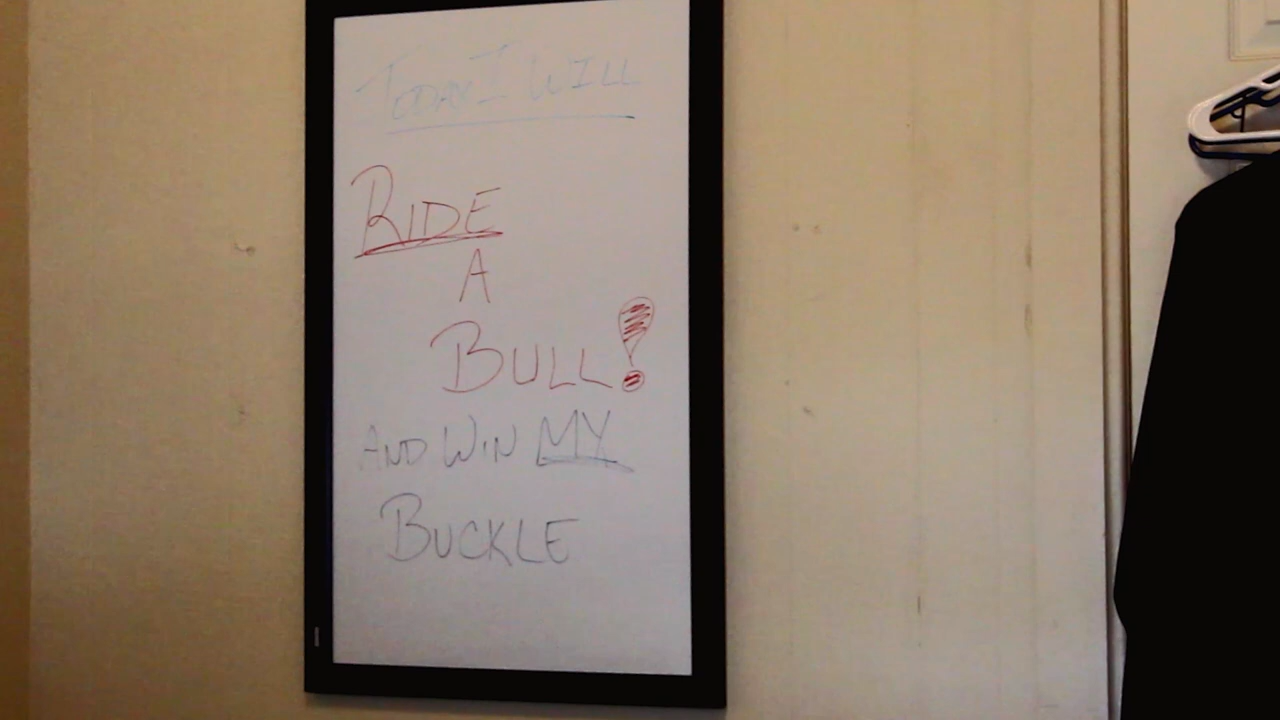 TODAY I WILL
RIDE
A
BULL!
AND WIN MY
BUCKLE